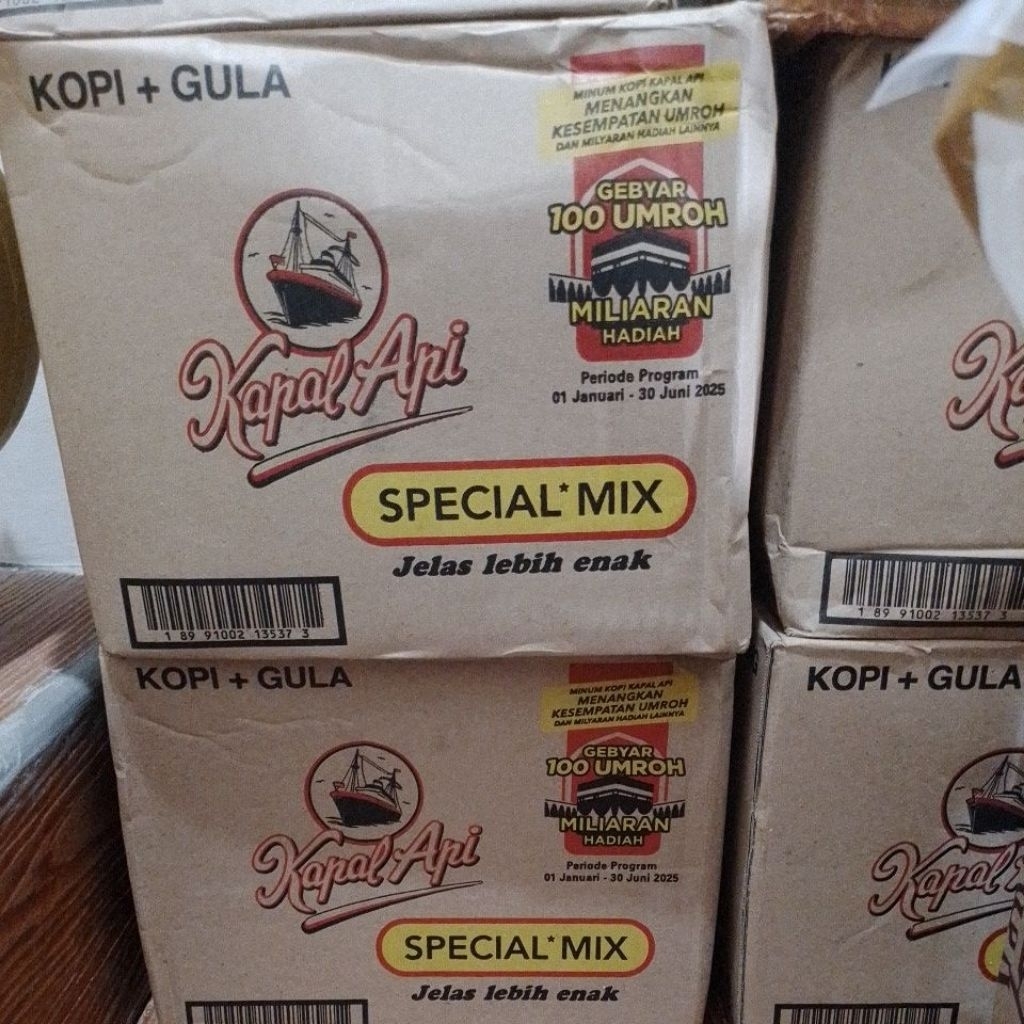 KOPI + GULA
MINUM KOPI KAPAL API
MENANGKAN
KESEMPATAN UMROH
DAN MILYARAN HADIAH LAINNYA
GEBYAR
100 UMROH
MILIARAN
HADIAH
Periode Program
01 Januari - 30 Juni 2025
Kapal Api
SPECIAL* MIX
Jelas lebih enak
1 89 91002 13537 3
1 89 91002 13537 3
KOPI + GULA
MINUM KOPI KAPAL API
MENANGKAN
KESEMPATAN UMROH
DAN MILYARAN HADIAH LAINNYA
GEBYAR
100 UMROH
MILIARAN
HADIAH
Periode Program
01 Januari - 30 Juni 2025
Kapal Api
SPECIAL* MIX
Jelas lebih enak
KOPI + GULA
Kapal